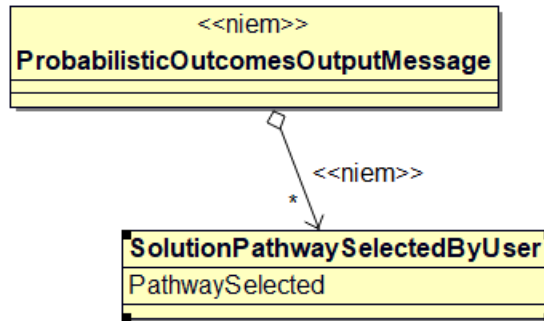 <<niem>>
ProbabilisticOutcomesOutputMessage
<<niem>>
*
SolutionPathwaySelectedByUser
PathwaySelected